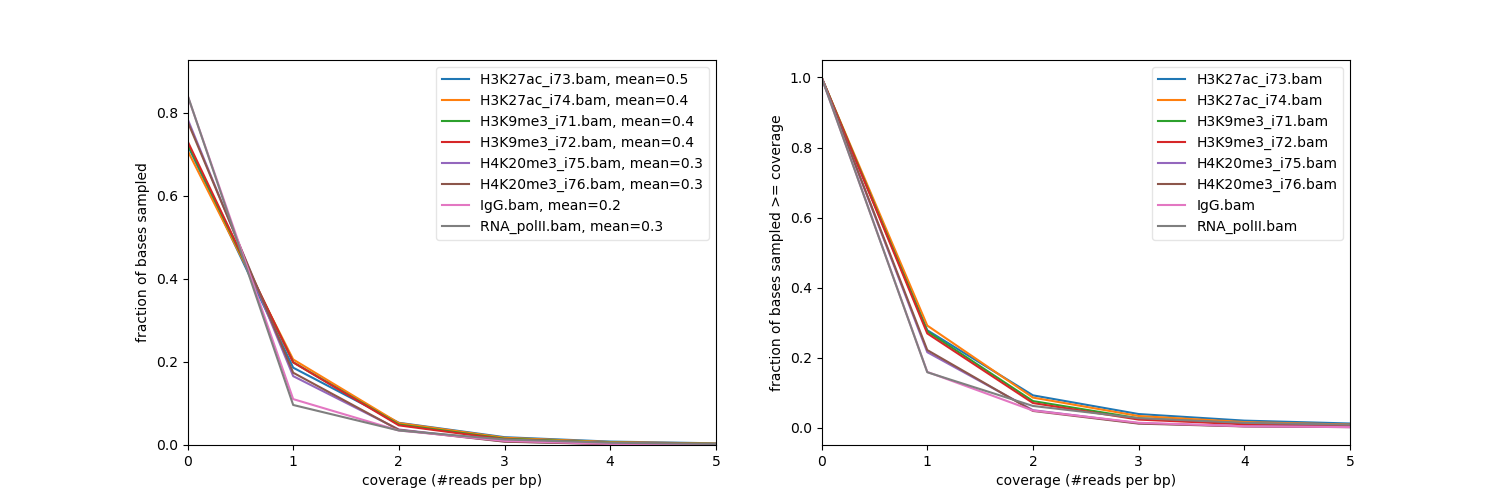 H3K27ac_i73.bam, mean=0.5
H3K27ac_i74.bam, mean=0.4
H3K9me3_i71.bam, mean=0.4
H3K9me3_i72.bam, mean=0.4
H4K20me3_i75.bam, mean=0.3
H4K20me3_i76.bam, mean=0.3
IgG.bam, mean=0.2
RNA_polII.bam, mean=0.3
fraction of bases sampled
0.8
0.6
0.4
0.2
0.0
0 1 2 3 4 5
coverage (#reads per bp)
H3K27ac_i73.bam
H3K27ac_i74.bam
H3K9me3_i71.bam
H3K9me3_i72.bam
H4K20me3_i75.bam
H4K20me3_i76.bam
IgG.bam
RNA_polII.bam
fraction of bases sampled >= coverage
1.0
0.8
0.6
0.4
0.2
0.0
0 1 2 3 4 5
coverage (#reads per bp)